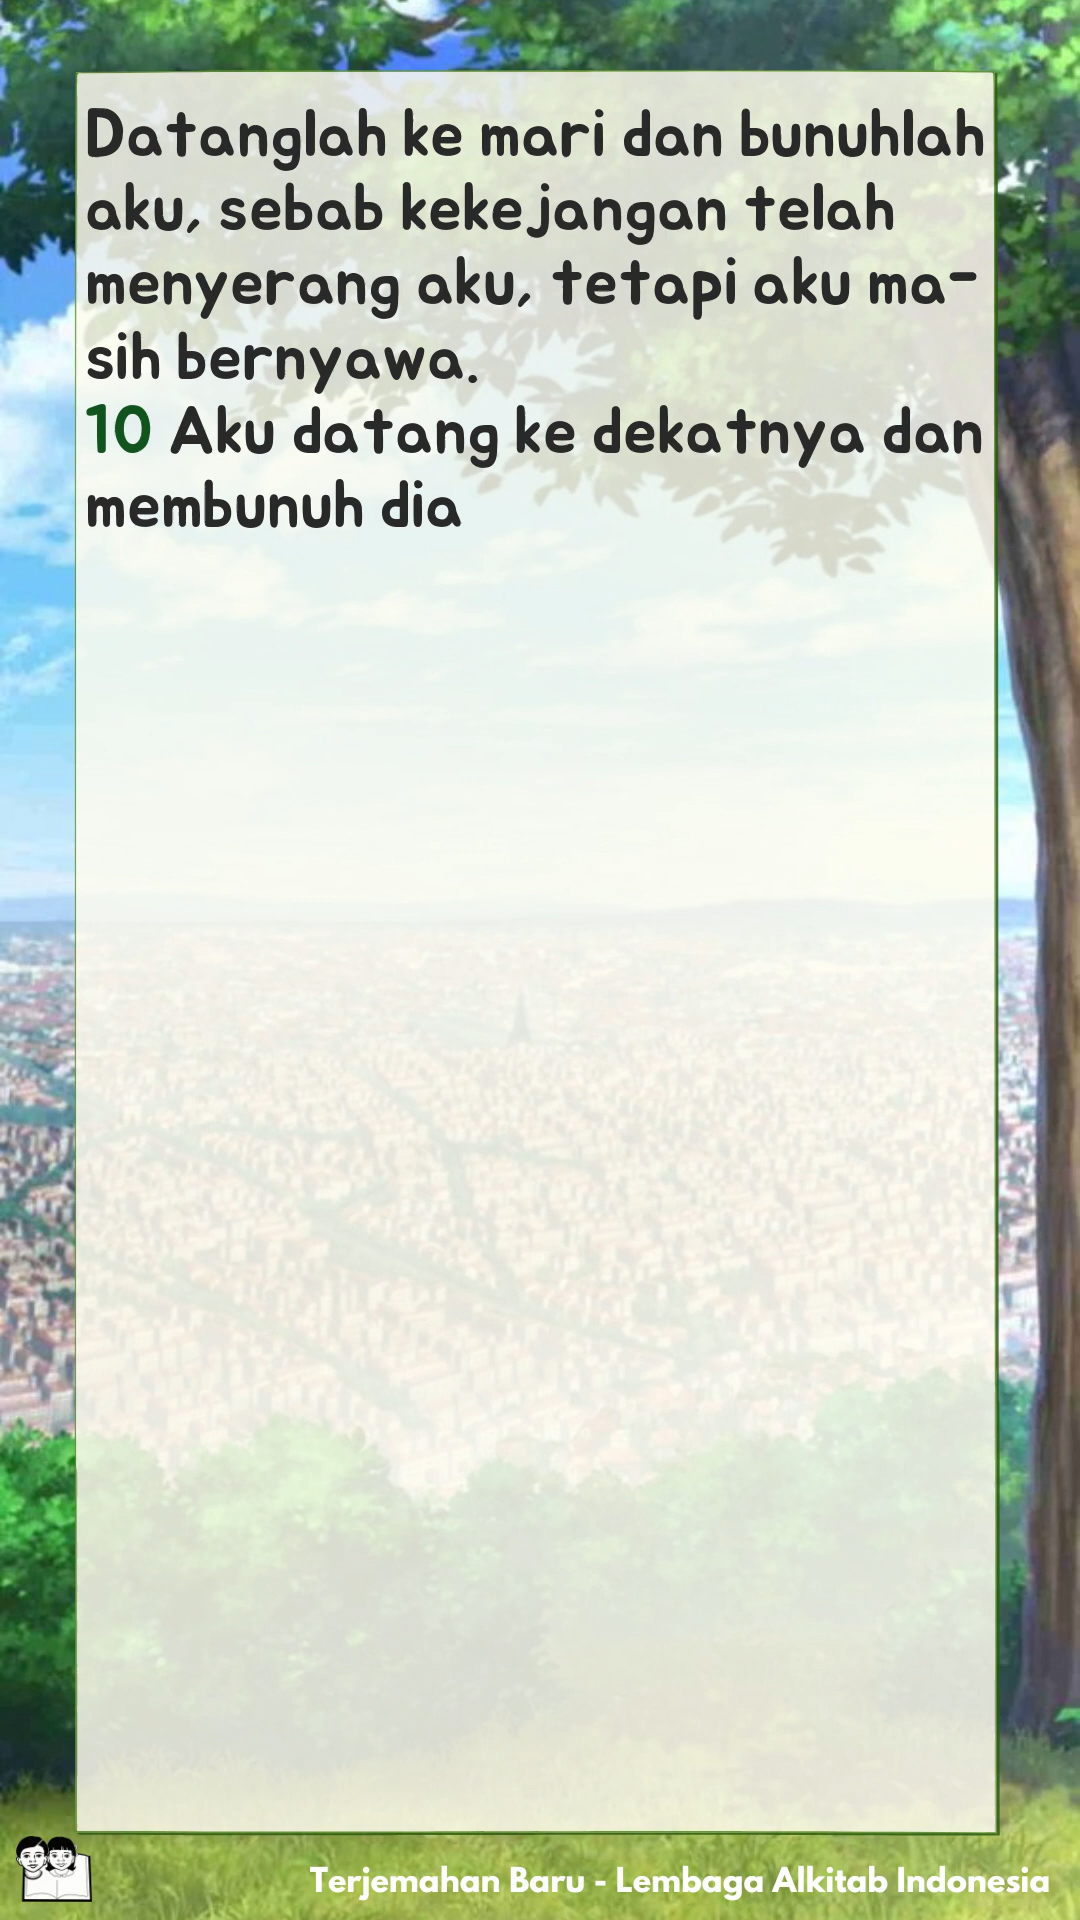 Datanglah ke mari dan bunuhlah
aku, sebab kekejangan telah
menyerang aku, tetapi aku ma-
sih bernyawa.
10 Aku datang ke dekatnya dan
membunuh dia
Terjemahan Baru - Lembaga Alkitab Indonesia